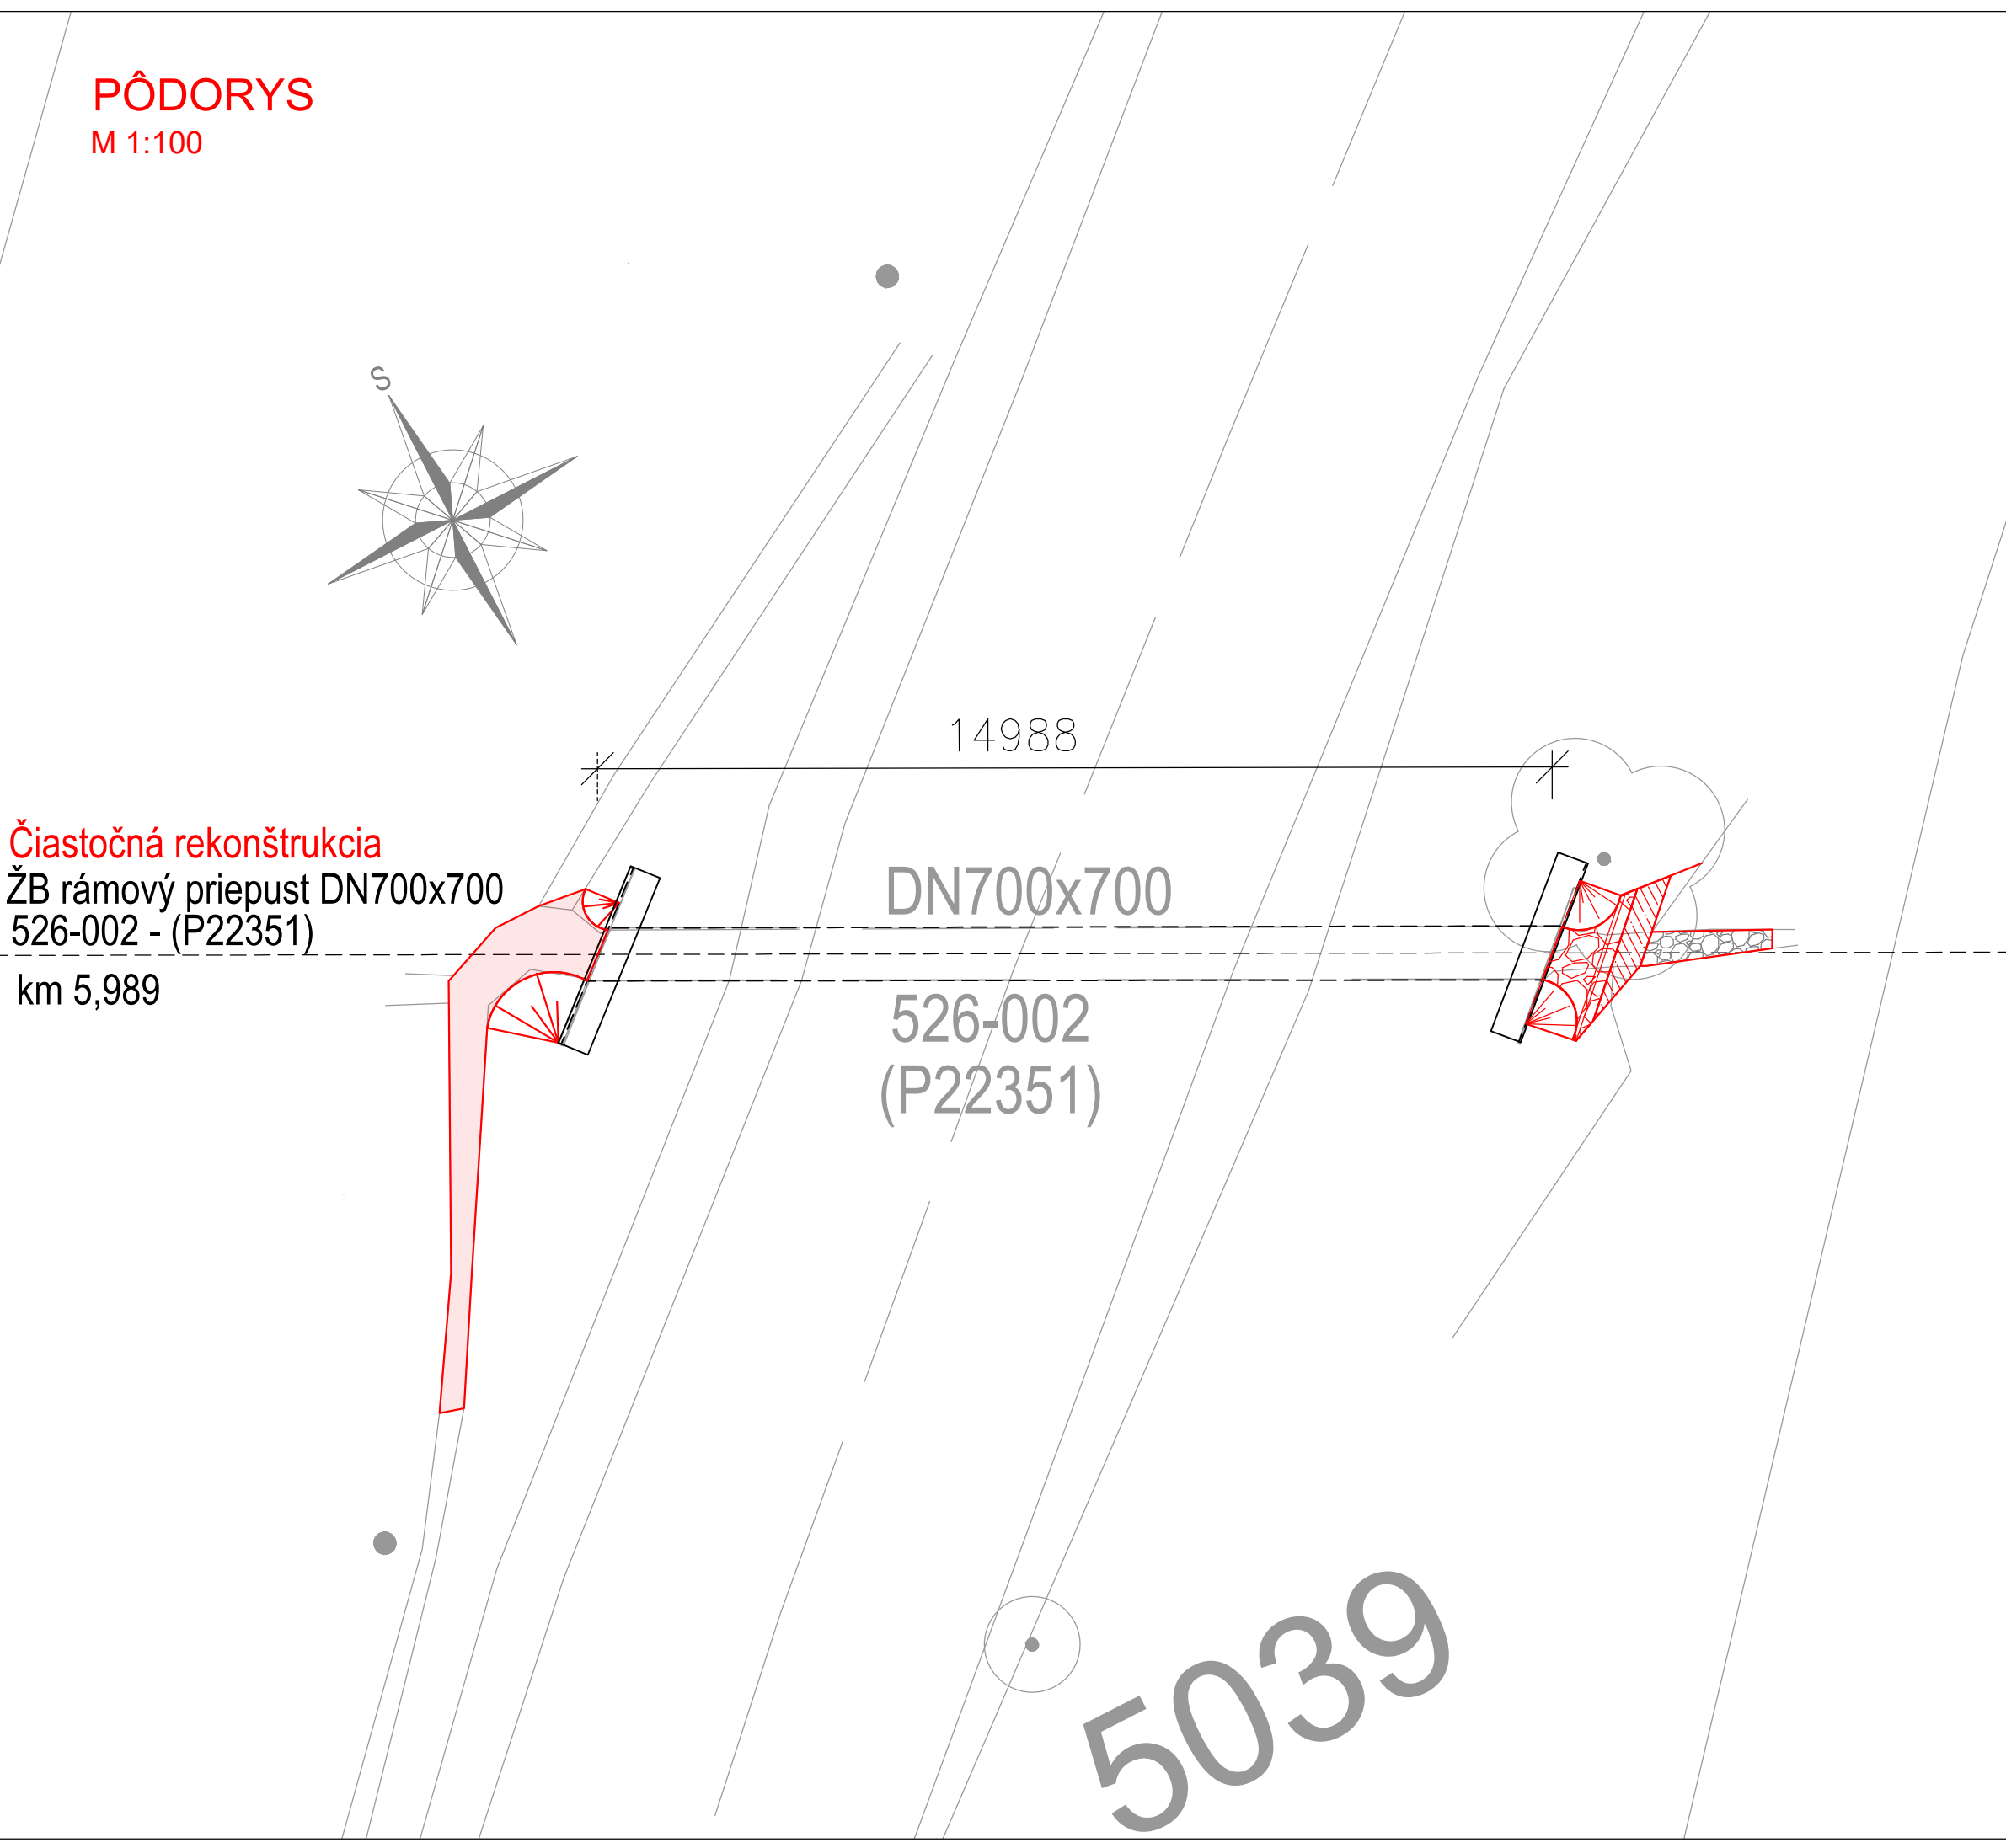 PÔDORYS
M 1:100
S
14988
Čiastočná rekonštrukcia
ŽB rámový priepust DN700x700
526-002 - (P22351)
km 5,989
DN700x700
526-002
(P22351)
5039